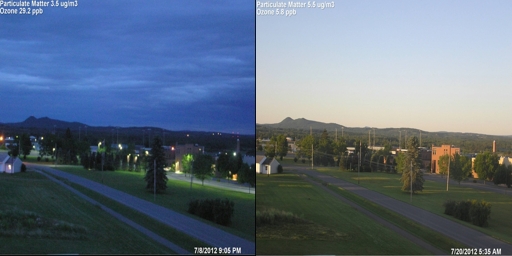 Particulate Matter 3.5 ug/m3
Ozone 29.2 ppb
7/8/2012 9:05 PM
Particulate Matter 5.5 ug/m3
Ozone 5.6 ppb
7/20/2012 5:35 AM